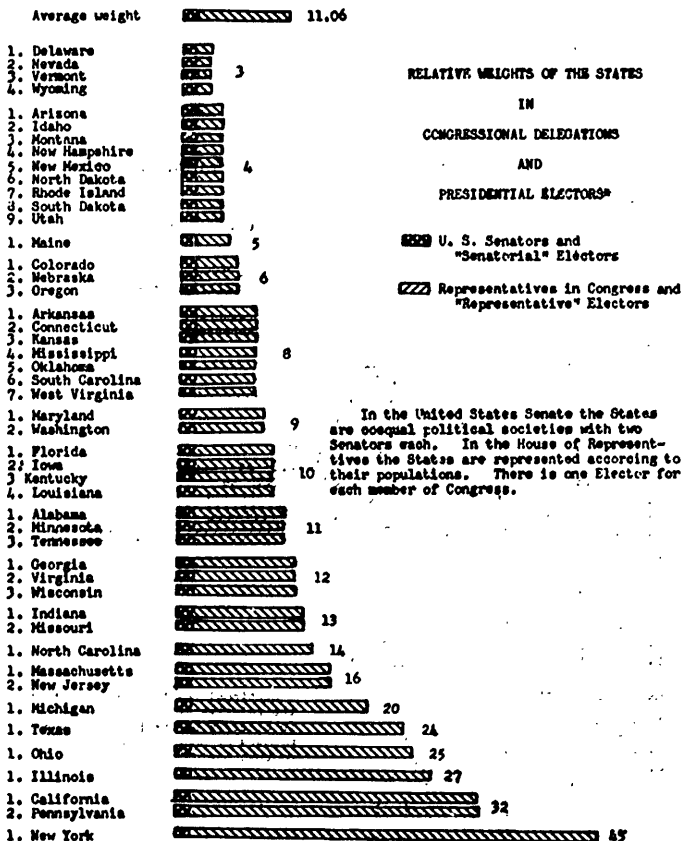 Average weight 11.06
1. Delaware
2. Nevada
3. Vermont
4. Wyoming
3
RELATIVE WEIGHTS OF THE STATES
IN
CONGRESSIONAL DELEGATIONS
AND
PRESIDENTIAL ELECTORS*
1. Arizona
2. Idaho
3. Montana
4. New Hampshire
5. New Mexico
6. North Dakota
7. Rhode Island
8. South Dakota
9. Utah
4
1. Maine 5
U. S. Senators and
"Senatorial" Electors
Representatives in Congress and
"Representative" Electors
1. Colorado
2. Nebraska
3. Oregon
6
1. Arkansas
2. Connecticut
3. Kansas
4. Mississippi
5. Oklahoma
6. South Carolina
7. West Virginia
8
1. Maryland
2. Washington
9
In the United States Senate the States
are coequal political societies with two
Senators each. In the House of Represent-
tives the States are represented according to
their populations. There is one Elector for
each member of Congress.
1. Florida
2. Iowa
3 Kentucky
4. Louisiana
10
1. Alabama
2. Minnesota
3. Tennessee
11
1. Georgia
2. Virginia
3. Wisconsin
12
1. Indiana
2. Missouri
13
1. North Carolina 14
1. Massachusetts
2. New Jersey
16
1. Michigan 20
1. Texas 24
1. Ohio 25
1. Illinois 27
1. California
2. Pennsylvania
32
1. New York 45